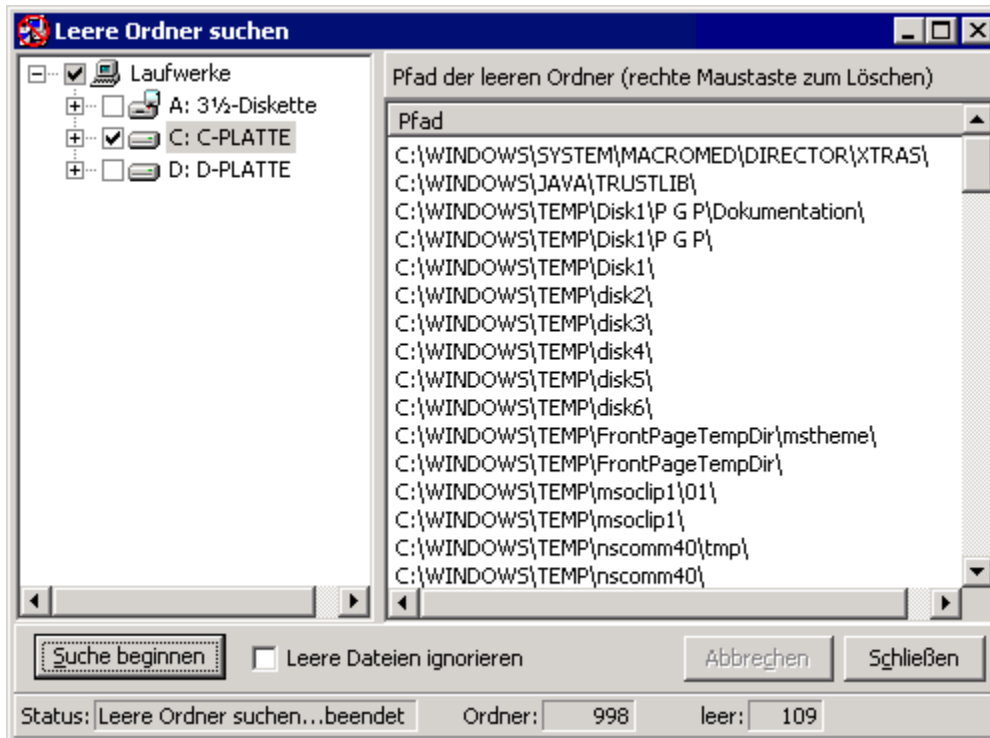 Leere Ordner suchen
Laufwerke
A: 3½-Diskette
C: C-PLATTE
D: D-PLATTE
Pfad der leeren Ordner (rechte Maustaste zum Löschen)
Pfad
C:\WINDOWS\SYSTEM\MACROMED\DIRECTOR\XTRAS\
C:\WINDOWS\JAVA\TRUSTLIB\
C:\WINDOWS\TEMP\Disk1\P G P\Dokumentation\
C:\WINDOWS\TEMP\Disk1\P G P\
C:\WINDOWS\TEMP\Disk1\
C:\WINDOWS\TEMP\disk2\
C:\WINDOWS\TEMP\disk3\
C:\WINDOWS\TEMP\disk4\
C:\WINDOWS\TEMP\disk5\
C:\WINDOWS\TEMP\disk6\
C:\WINDOWS\TEMP\FrontPageTempDir\mstheme\
C:\WINDOWS\TEMP\FrontPageTempDir\
C:\WINDOWS\TEMP\msoclip1\01\
C:\WINDOWS\TEMP\msoclip1\
C:\WINDOWS\TEMP\nscomm40\tmp\
C:\WINDOWS\TEMP\nscomm40\
Suche beginnen Leere Dateien ignorieren Abbrechen Schließen
Status: Leere Ordner suchen...beendet Ordner: 998 leer: 109